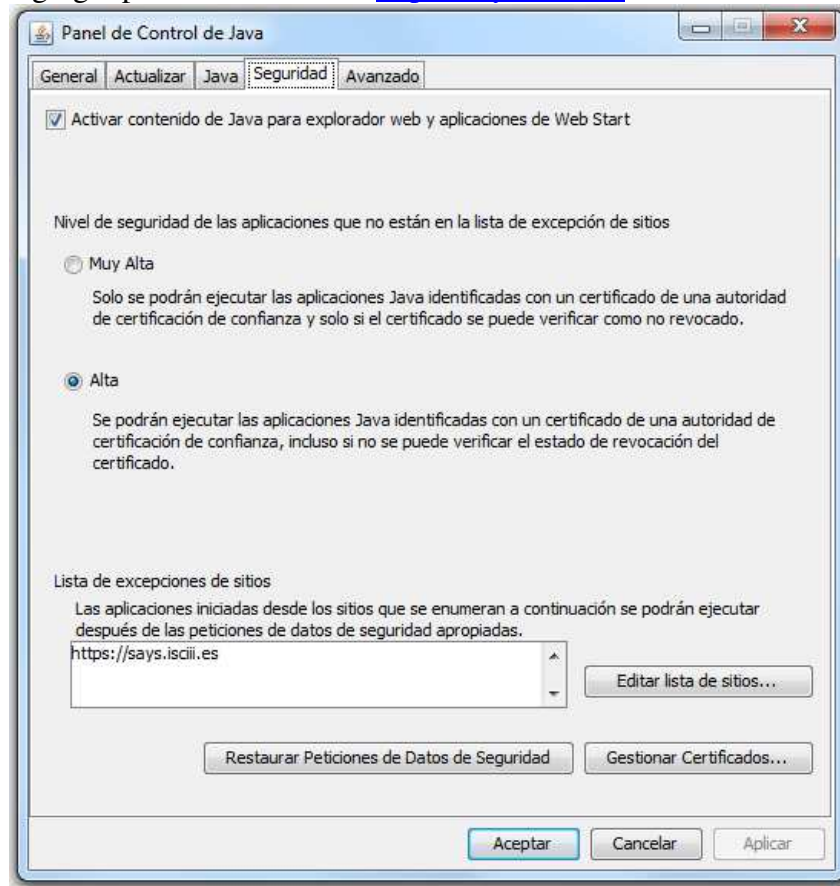 Panel de Control de Java
General Actualizar Java Seguridad Avanzado
Activar contenido de Java para explorador web y aplicaciones de Web Start
Nivel de seguridad de las aplicaciones que no están en la lista de excepción de sitios
Muy Alta
Solo se podrán ejecutar las aplicaciones Java identificadas con un certificado de una autoridad
de certificación de confianza y solo si el certificado se puede verificar como no revocado.
Alta
Se podrán ejecutar las aplicaciones Java identificadas con un certificado de una autoridad de
certificación de confianza, incluso si no se puede verificar el estado de revocación del
certificado.
Lista de excepciones de sitios
Las aplicaciones iniciadas desde los sitios que se enumeran a continuación se podrán ejecutar
después de las peticiones de datos de seguridad apropiadas.
https://says.isciii.es
Editar lista de sitios...
Restaurar Peticiones de Datos de Seguridad Gestionar Certificados...
Aceptar Cancelar Aplicar